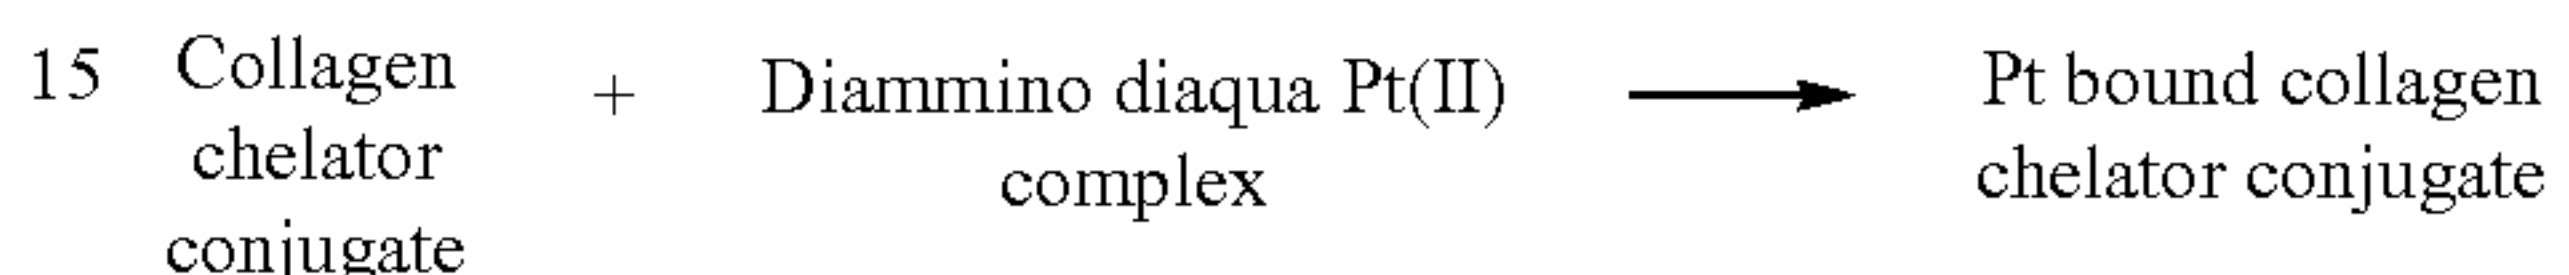 15 Collagen + Diammino diaqua Pt(II) Pt bound collagen
chelator complex chelator conjugate
conjugate